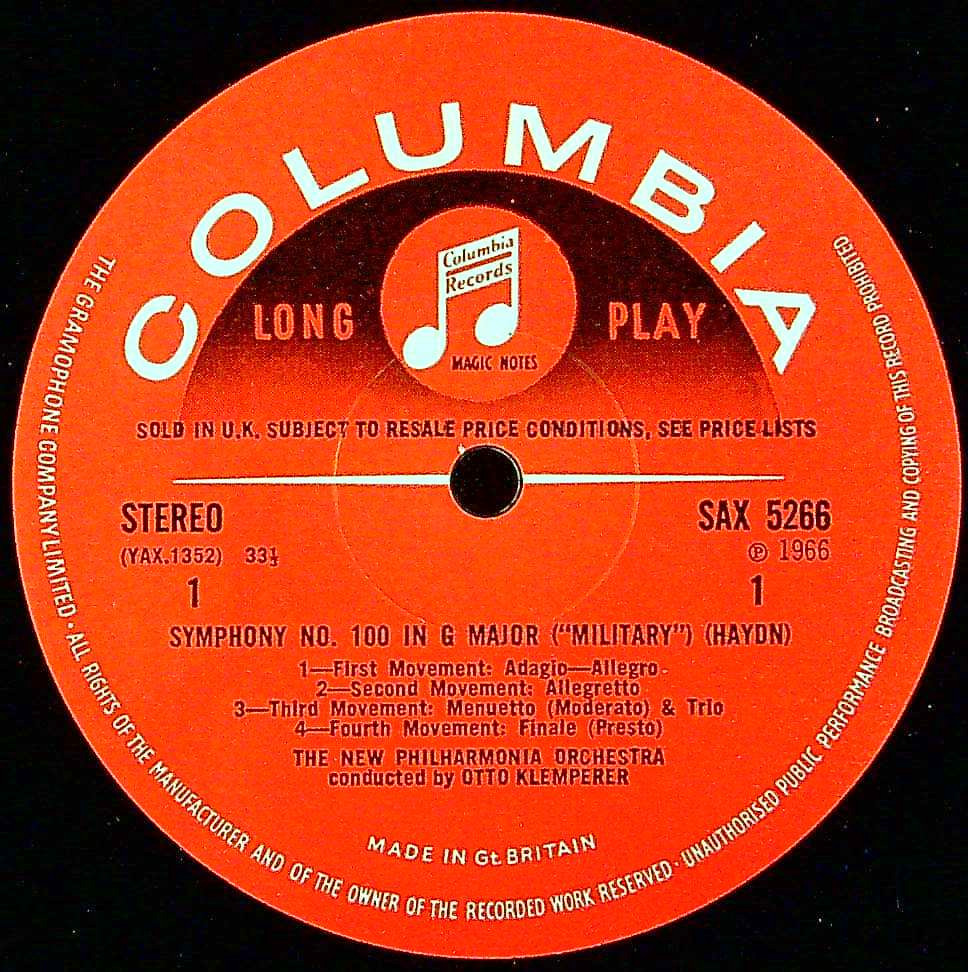 COLUMBIA
Columbia
Records
LONG PLAY
MAGIC NOTES
SOLD IN U.K. SUBJECT TO RESALE PRICE CONDITIONS, SEE PRICE LISTS
STEREO SAX 5266
(YAX.1352) 33⅓ ℗ 1966
1 1
SYMPHONY NO. 100 IN G MAJOR ("MILITARY") (HAYDN)
1—First Movement: Adagio—Allegro
2—Second Movement: Allegretto
3—Third Movement: Menuetto (Moderato) & Trio
4—Fourth Movement: Finale (Presto)
THE NEW PHILHARMONIA ORCHESTRA
conducted by OTTO KLEMPERER
MADE IN Gt. BRITAIN
THE GRAMOPHONE COMPANY LIMITED · ALL RIGHTS OF THE MANUFACTURER AND OF THE OWNER OF THE RECORDED WORK RESERVED · UNAUTHORISED PUBLIC PERFORMANCE BROADCASTING AND COPYING OF THIS RECORD PROHIBITED